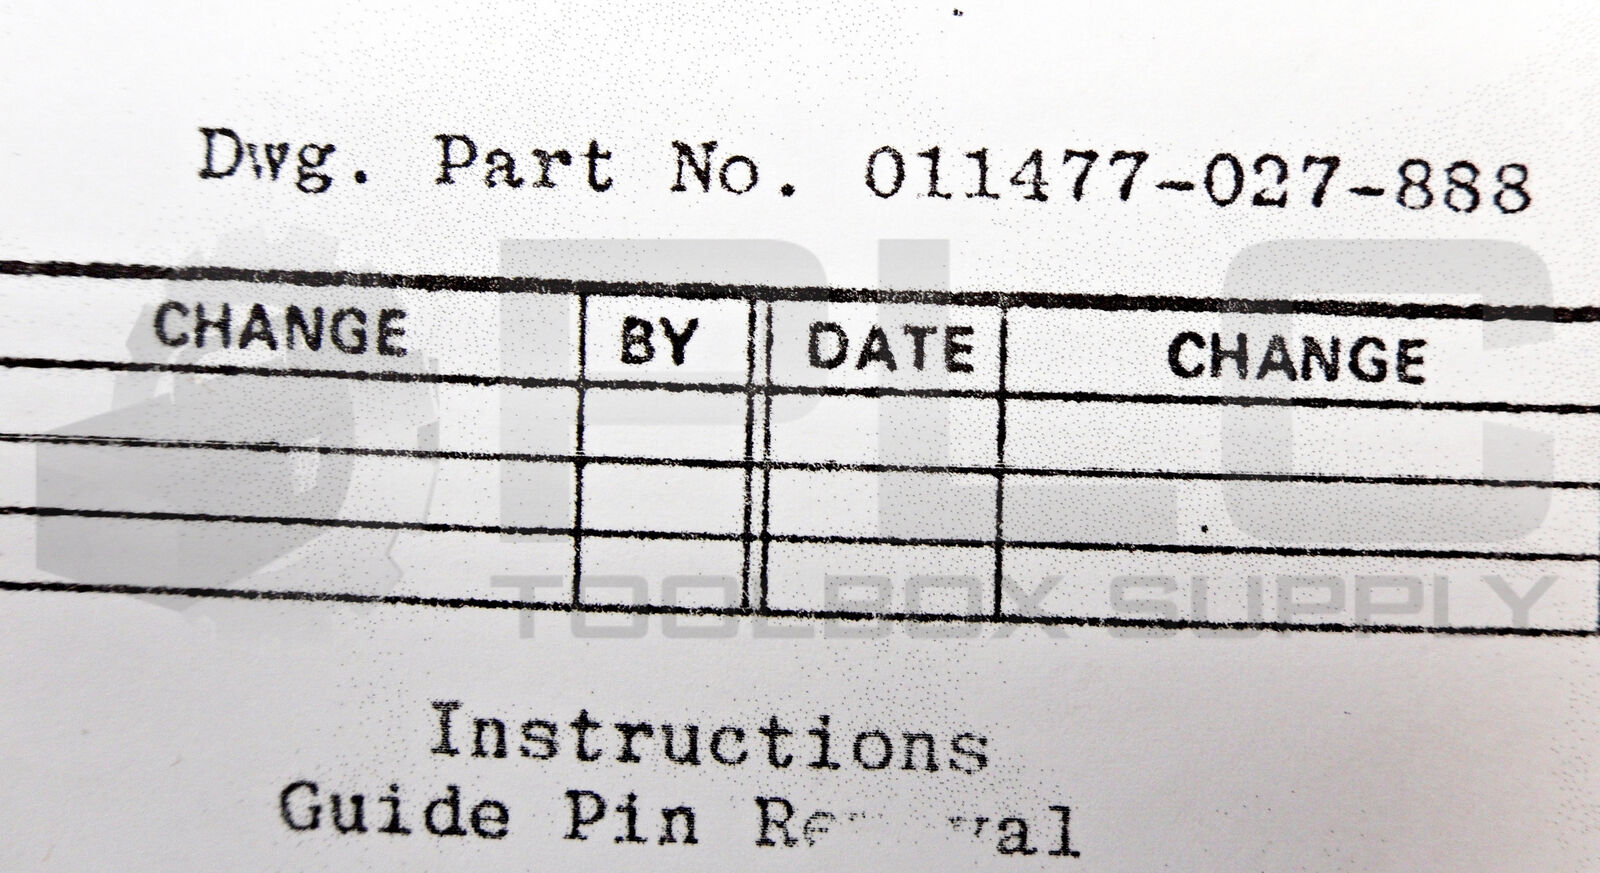 Dwg. Part No. 011477-027-888
CHANGE BY DATE CHANGE
PLC
TOOLBOX SUPPLY
Instructions
Guide Pin